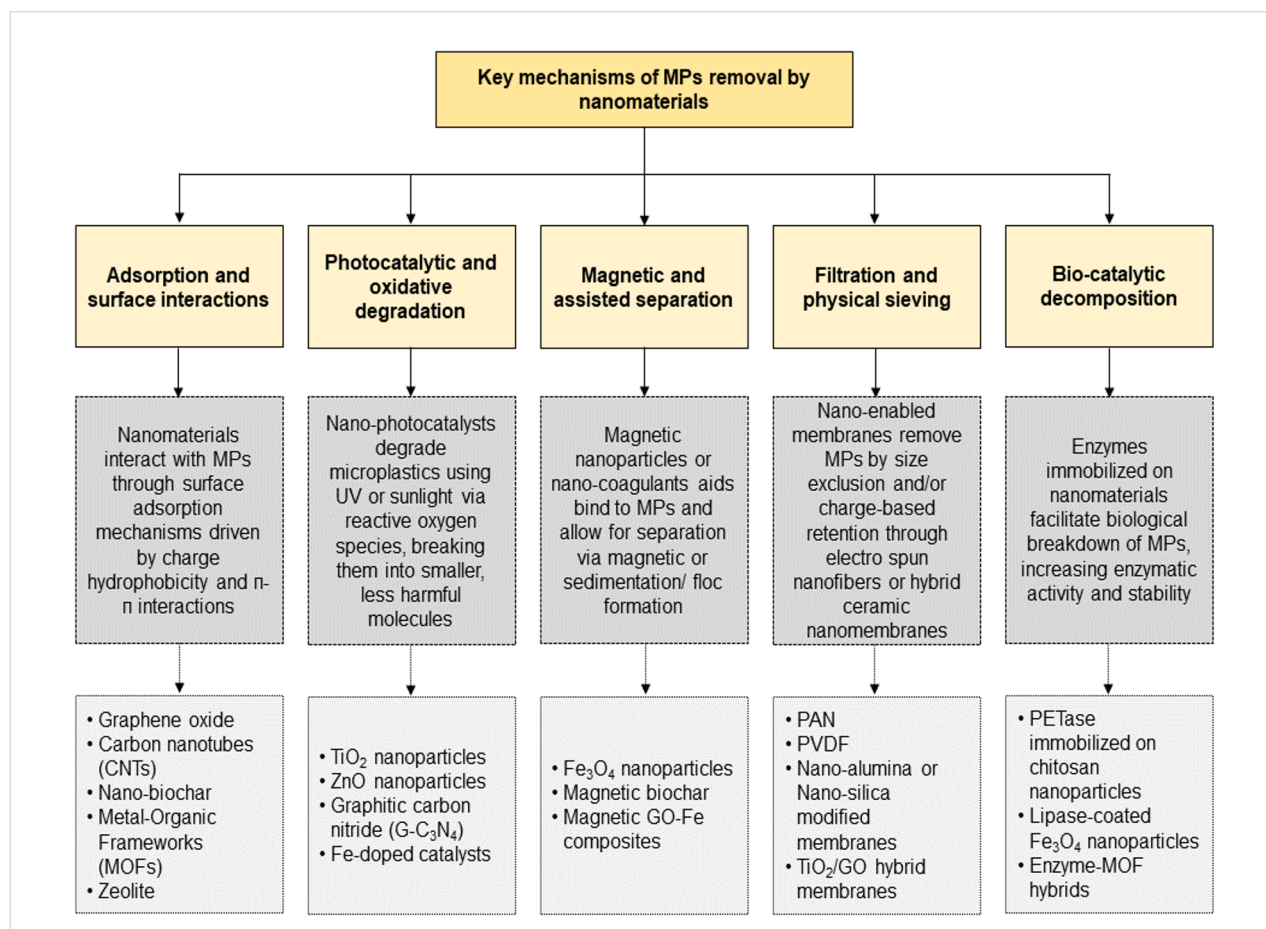 Key mechanisms of MPs removal by
nanomaterials
Adsorption and
surface interactions
Photocatalytic and
oxidative
degradation
Magnetic and
assisted separation
Filtration and
physical sieving
Bio-catalytic
decomposition
Nanomaterials
interact with MPs
through surface
adsorption
mechanisms driven
by charge
hydrophobicity and π-
π interactions
Nano-photocatalysts
degrade
microplastics using
UV or sunlight via
reactive oxygen
species, breaking
them into smaller,
less harmful
molecules
Magnetic
nanoparticles or
nano-coagulants aids
bind to MPs and
allow for separation
via magnetic or
sedimentation/ floc
formation
Nano-enabled
membranes remove
MPs by size
exclusion and/or
charge-based
retention through
electro spun
nanofibers or hybrid
ceramic
nanomembranes
Enzymes
immobilized on
nanomaterials
facilitate biological
breakdown of MPs,
increasing enzymatic
activity and stability
• Graphene oxide
• Carbon nanotubes
(CNTs)
• Nano-biochar
• Metal-Organic
Frameworks
(MOFs)
• Zeolite
• TiO₂ nanoparticles
• ZnO nanoparticles
• Graphitic carbon
nitride (G-C₃N₄)
• Fe-doped catalysts
• Fe₃O₄ nanoparticles
• Magnetic biochar
• Magnetic GO-Fe
composites
• PAN
• PVDF
• Nano-alumina or
Nano-silica
modified
membranes
• TiO₂/GO hybrid
membranes
• PETase
immobilized on
chitosan
nanoparticles
• Lipase-coated
Fe₃O₄ nanoparticles
• Enzyme-MOF
hybrids